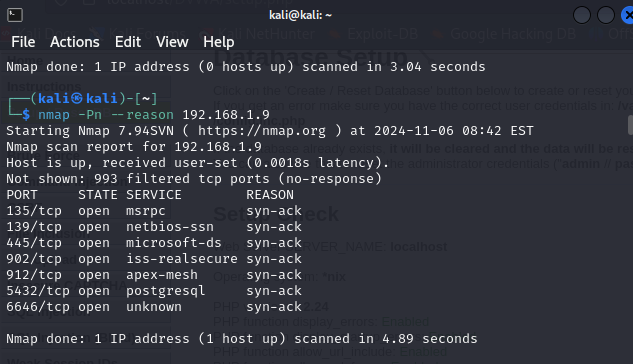 kali@kali: ~
File Actions Edit View Help
Nmap done: 1 IP address (0 hosts up) scanned in 3.04 seconds
┌──(kali㉿kali)-[~]
└─$ nmap -Pn --reason 192.168.1.9
Starting Nmap 7.94SVN ( https://nmap.org ) at 2024-11-06 08:42 EST
Nmap scan report for 192.168.1.9
Host is up, received user-set (0.0018s latency).
Not shown: 993 filtered tcp ports (no-response)
PORT STATE SERVICE REASON
135/tcp open msrpc syn-ack
139/tcp open netbios-ssn syn-ack
445/tcp open microsoft-ds syn-ack
902/tcp open iss-realsecure syn-ack
912/tcp open apex-mesh syn-ack
5432/tcp open postgresql syn-ack
6646/tcp open unknown syn-ack
Nmap done: 1 IP address (1 host up) scanned in 4.89 seconds
Database Setup
Setup Check